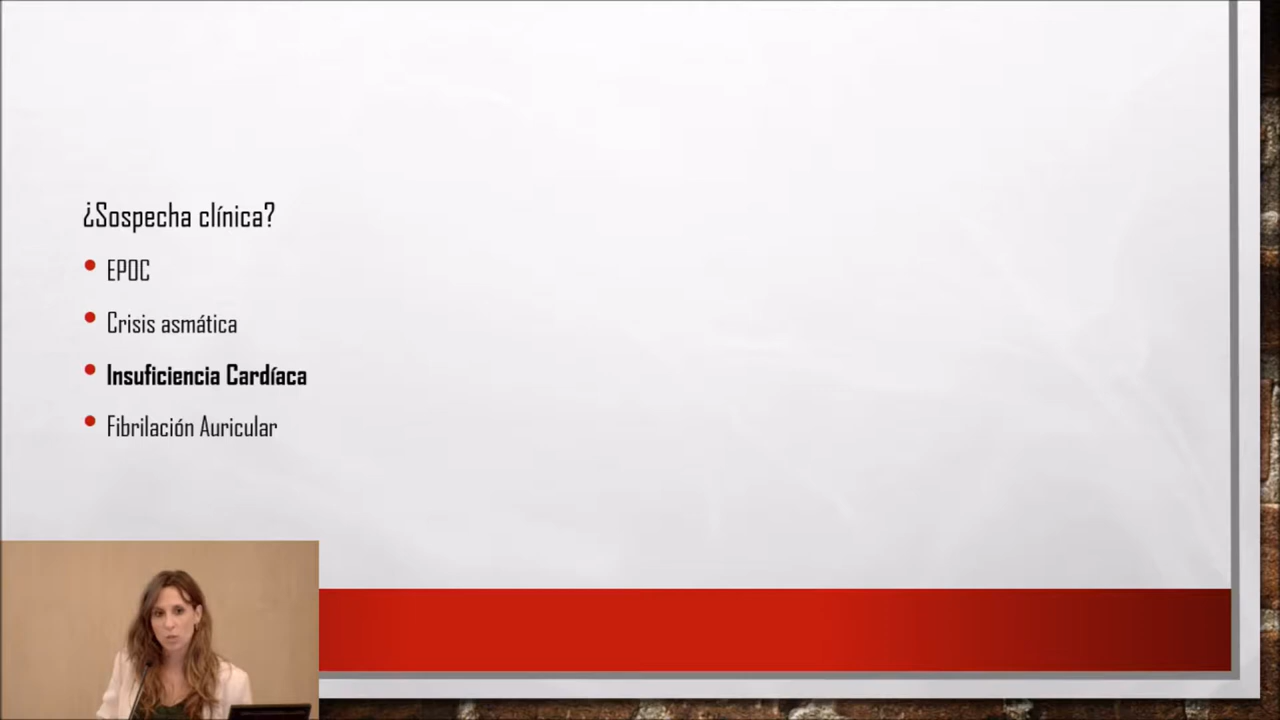 ¿Sospecha clínica?
EPOC
Crisis asmática
Insuficiencia Cardíaca
Fibrilación Auricular